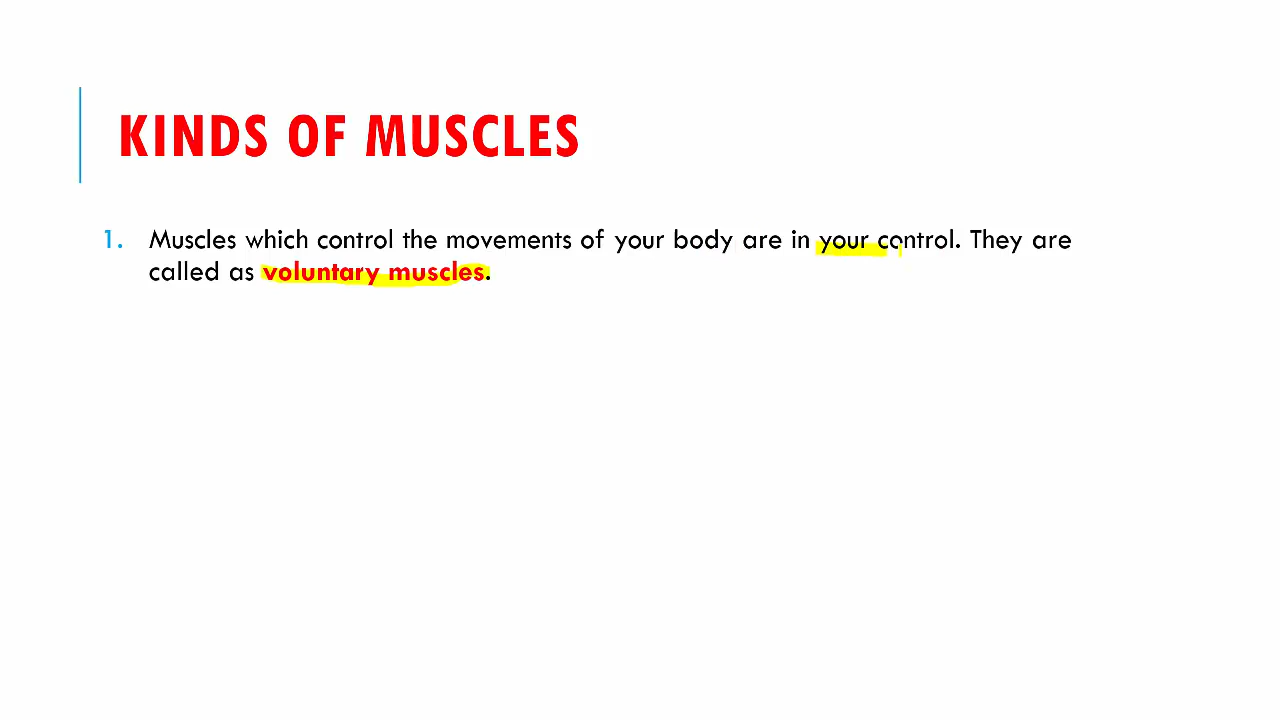 KINDS OF MUSCLES
1. Muscles which control the movements of your body are in your control. They are
called as voluntary muscles.